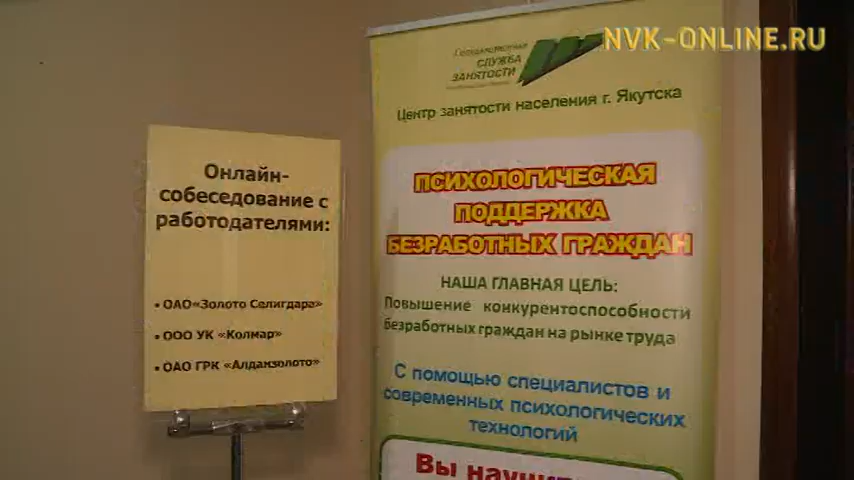 NVK-ONLINE.RU
Онлайн-
собеседование с
работодателями:
• ОАО«Золото Селигдара»
• ООО УК «Колмар»
• ОАО ГРК «Алданзолото»
Государственная
СЛУЖБА
ЗАНЯТОСТИ
Центр занятости населения г. Якутска
ПСИХОЛОГИЧЕСКАЯ
ПОДДЕРЖКА
БЕЗРАБОТНЫХ ГРАЖДАН
НАША ГЛАВНАЯ ЦЕЛЬ:
Повышение конкурентоспособности
безработных граждан на рынке труда
С помощью специалистов и
современных психологических
технологий
Вы